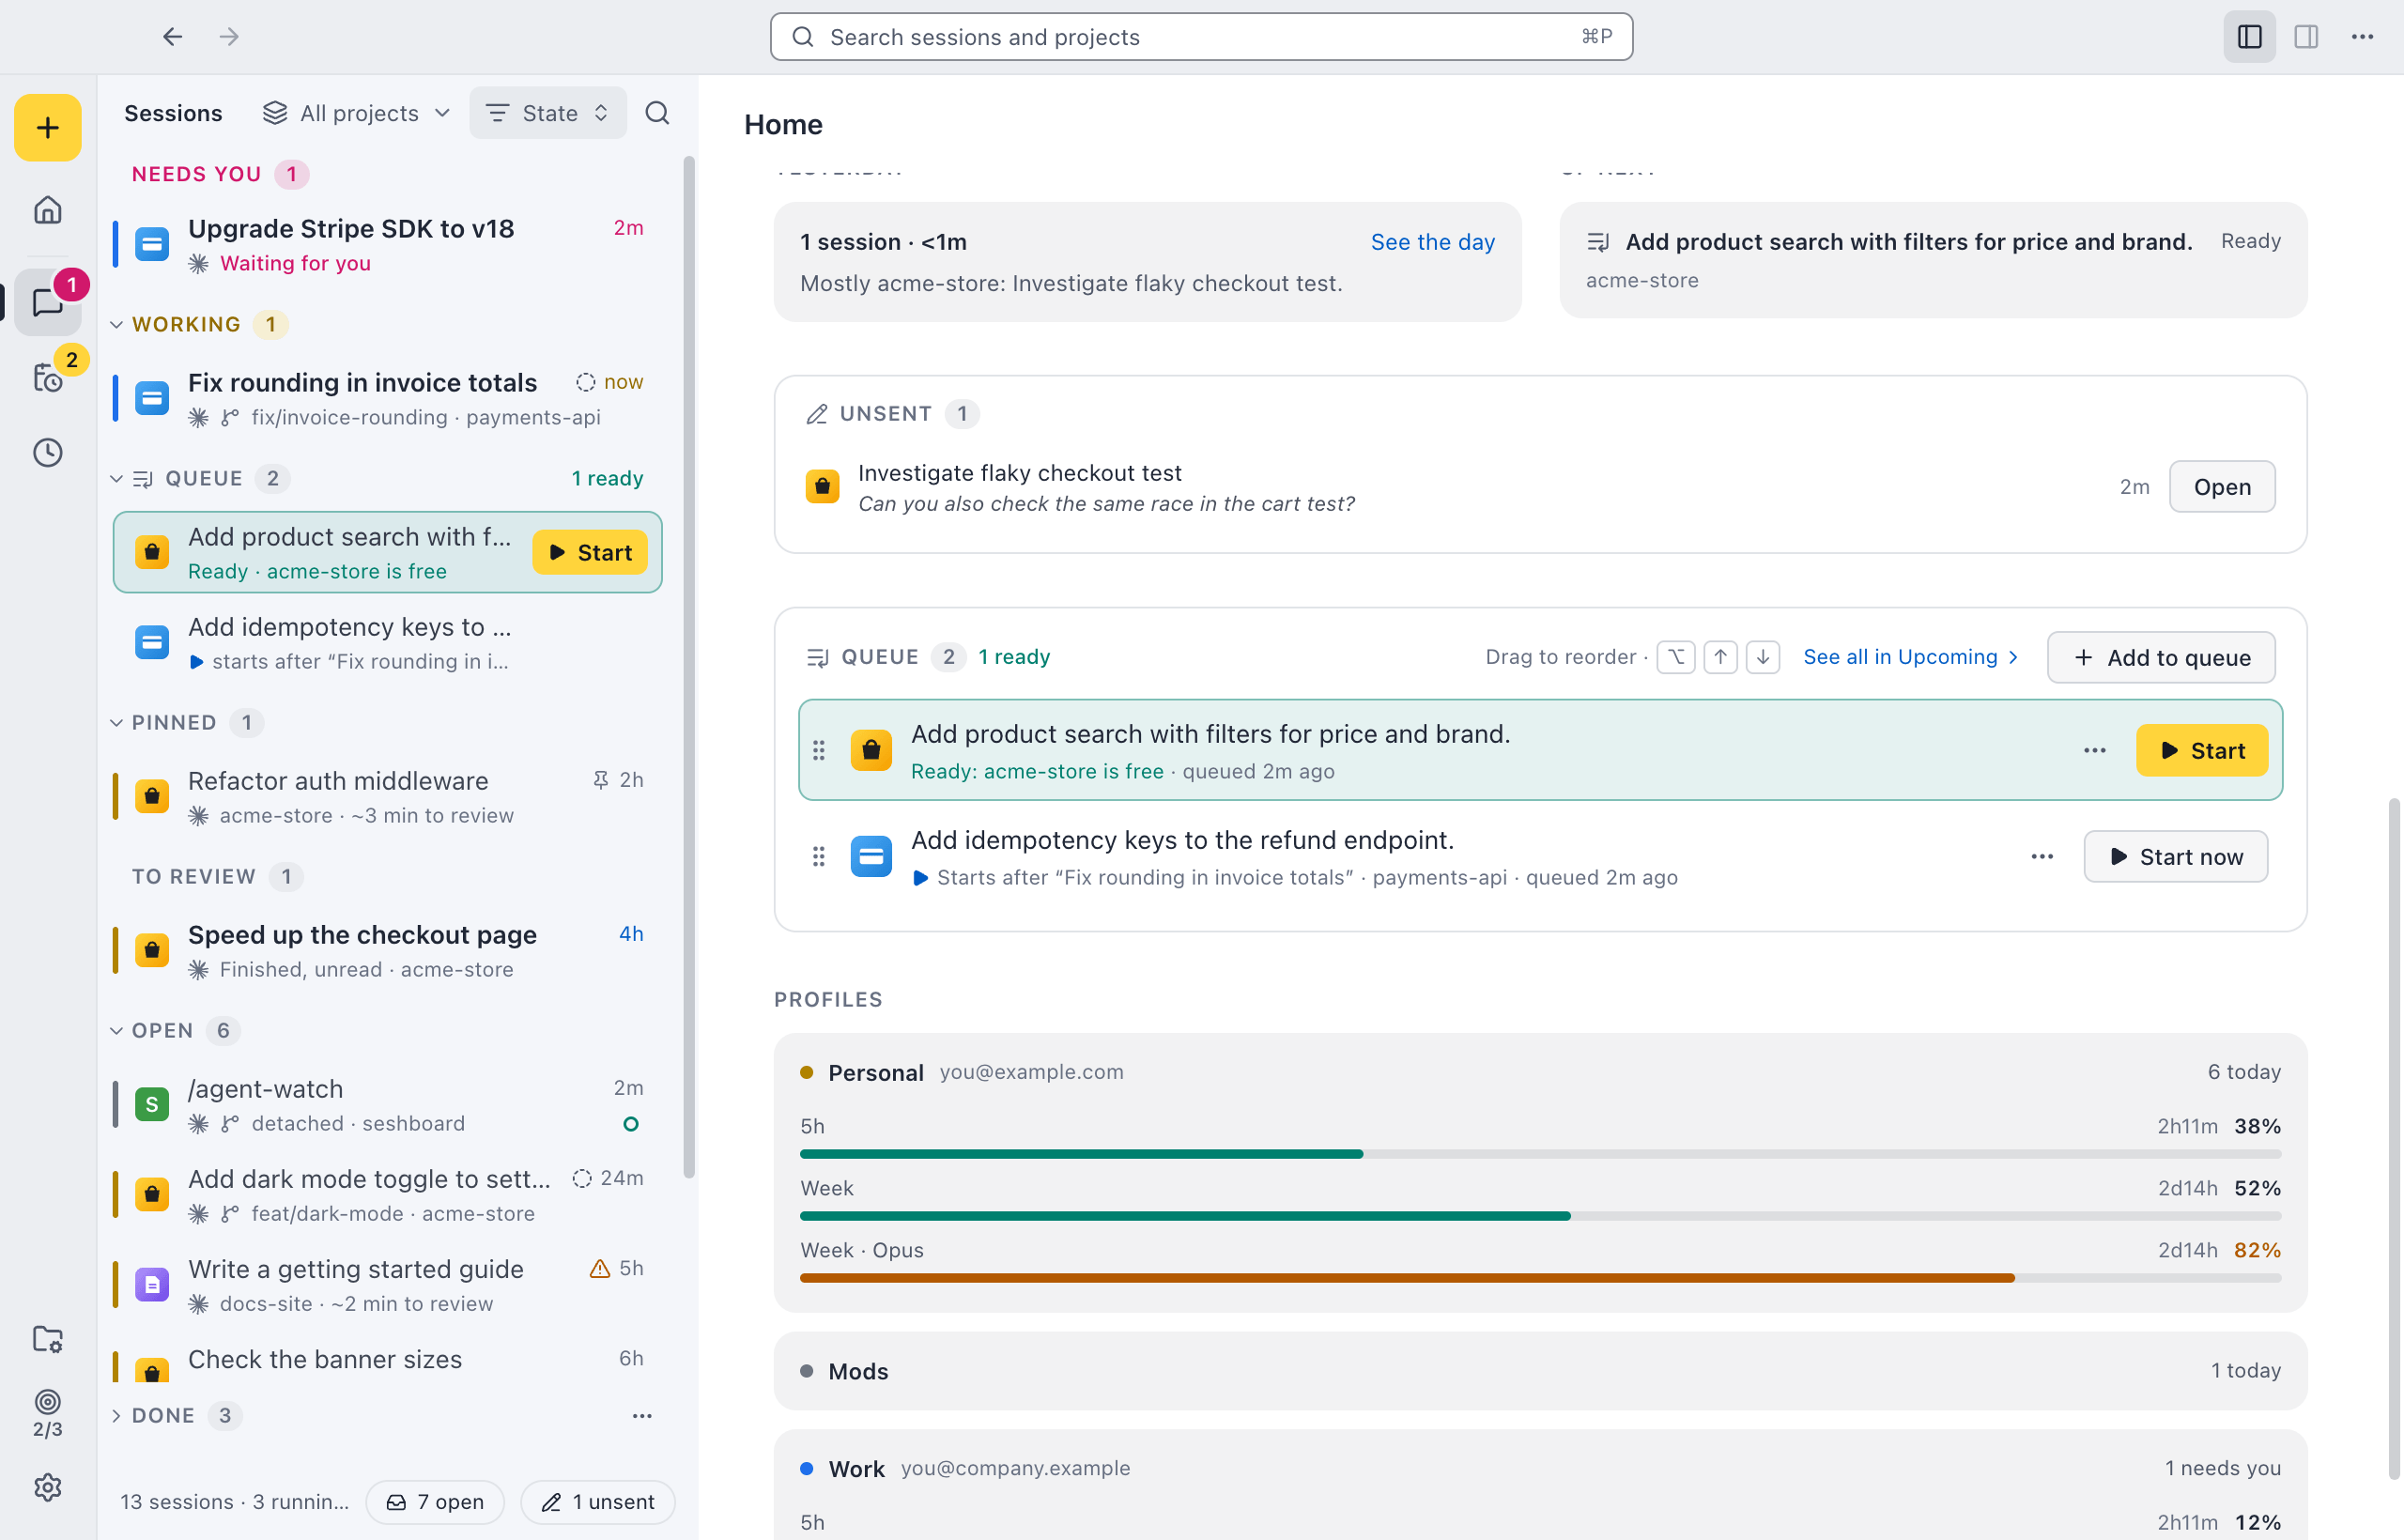 Search sessions and projects ⌘P
Sessions All projects State
NEEDS YOU 1
Upgrade Stripe SDK to v18 2m
Waiting for you
WORKING 1
Fix rounding in invoice totals now
fix/invoice-rounding · payments-api
QUEUE 2 1 ready
Add product search with f... Start
Ready · acme-store is free
Add idempotency keys to ...
starts after “Fix rounding in i...
PINNED 1
Refactor auth middleware 2h
acme-store · ~3 min to review
TO REVIEW 1
Speed up the checkout page 4h
Finished, unread · acme-store
OPEN 6
S /agent-watch 2m
detached · seshboard
Add dark mode toggle to sett... 24m
feat/dark-mode · acme-store
Write a getting started guide 5h
docs-site · ~2 min to review
Check the banner sizes 6h
DONE 3
13 sessions · 3 runnin... 7 open 1 unsent
1
2
2/3
Home
YESTERDAY UP NEXT
1 session · <1m See the day
Mostly acme-store: Investigate flaky checkout test.
Add product search with filters for price and brand. Ready
acme-store
UNSENT 1
Investigate flaky checkout test
Can you also check the same race in the cart test?
2m Open
QUEUE 2 1 ready Drag to reorder · ⌥ ↑ ↓ See all in Upcoming Add to queue
Add product search with filters for price and brand.
Ready: acme-store is free · queued 2m ago
Start
Add idempotency keys to the refund endpoint.
Starts after “Fix rounding in invoice totals” · payments-api · queued 2m ago
Start now
PROFILES
Personal you@example.com 6 today
5h 2h11m 38%
Week 2d14h 52%
Week · Opus 2d14h 82%
Mods 1 today
Work you@company.example 1 needs you
5h 2h11m 12%